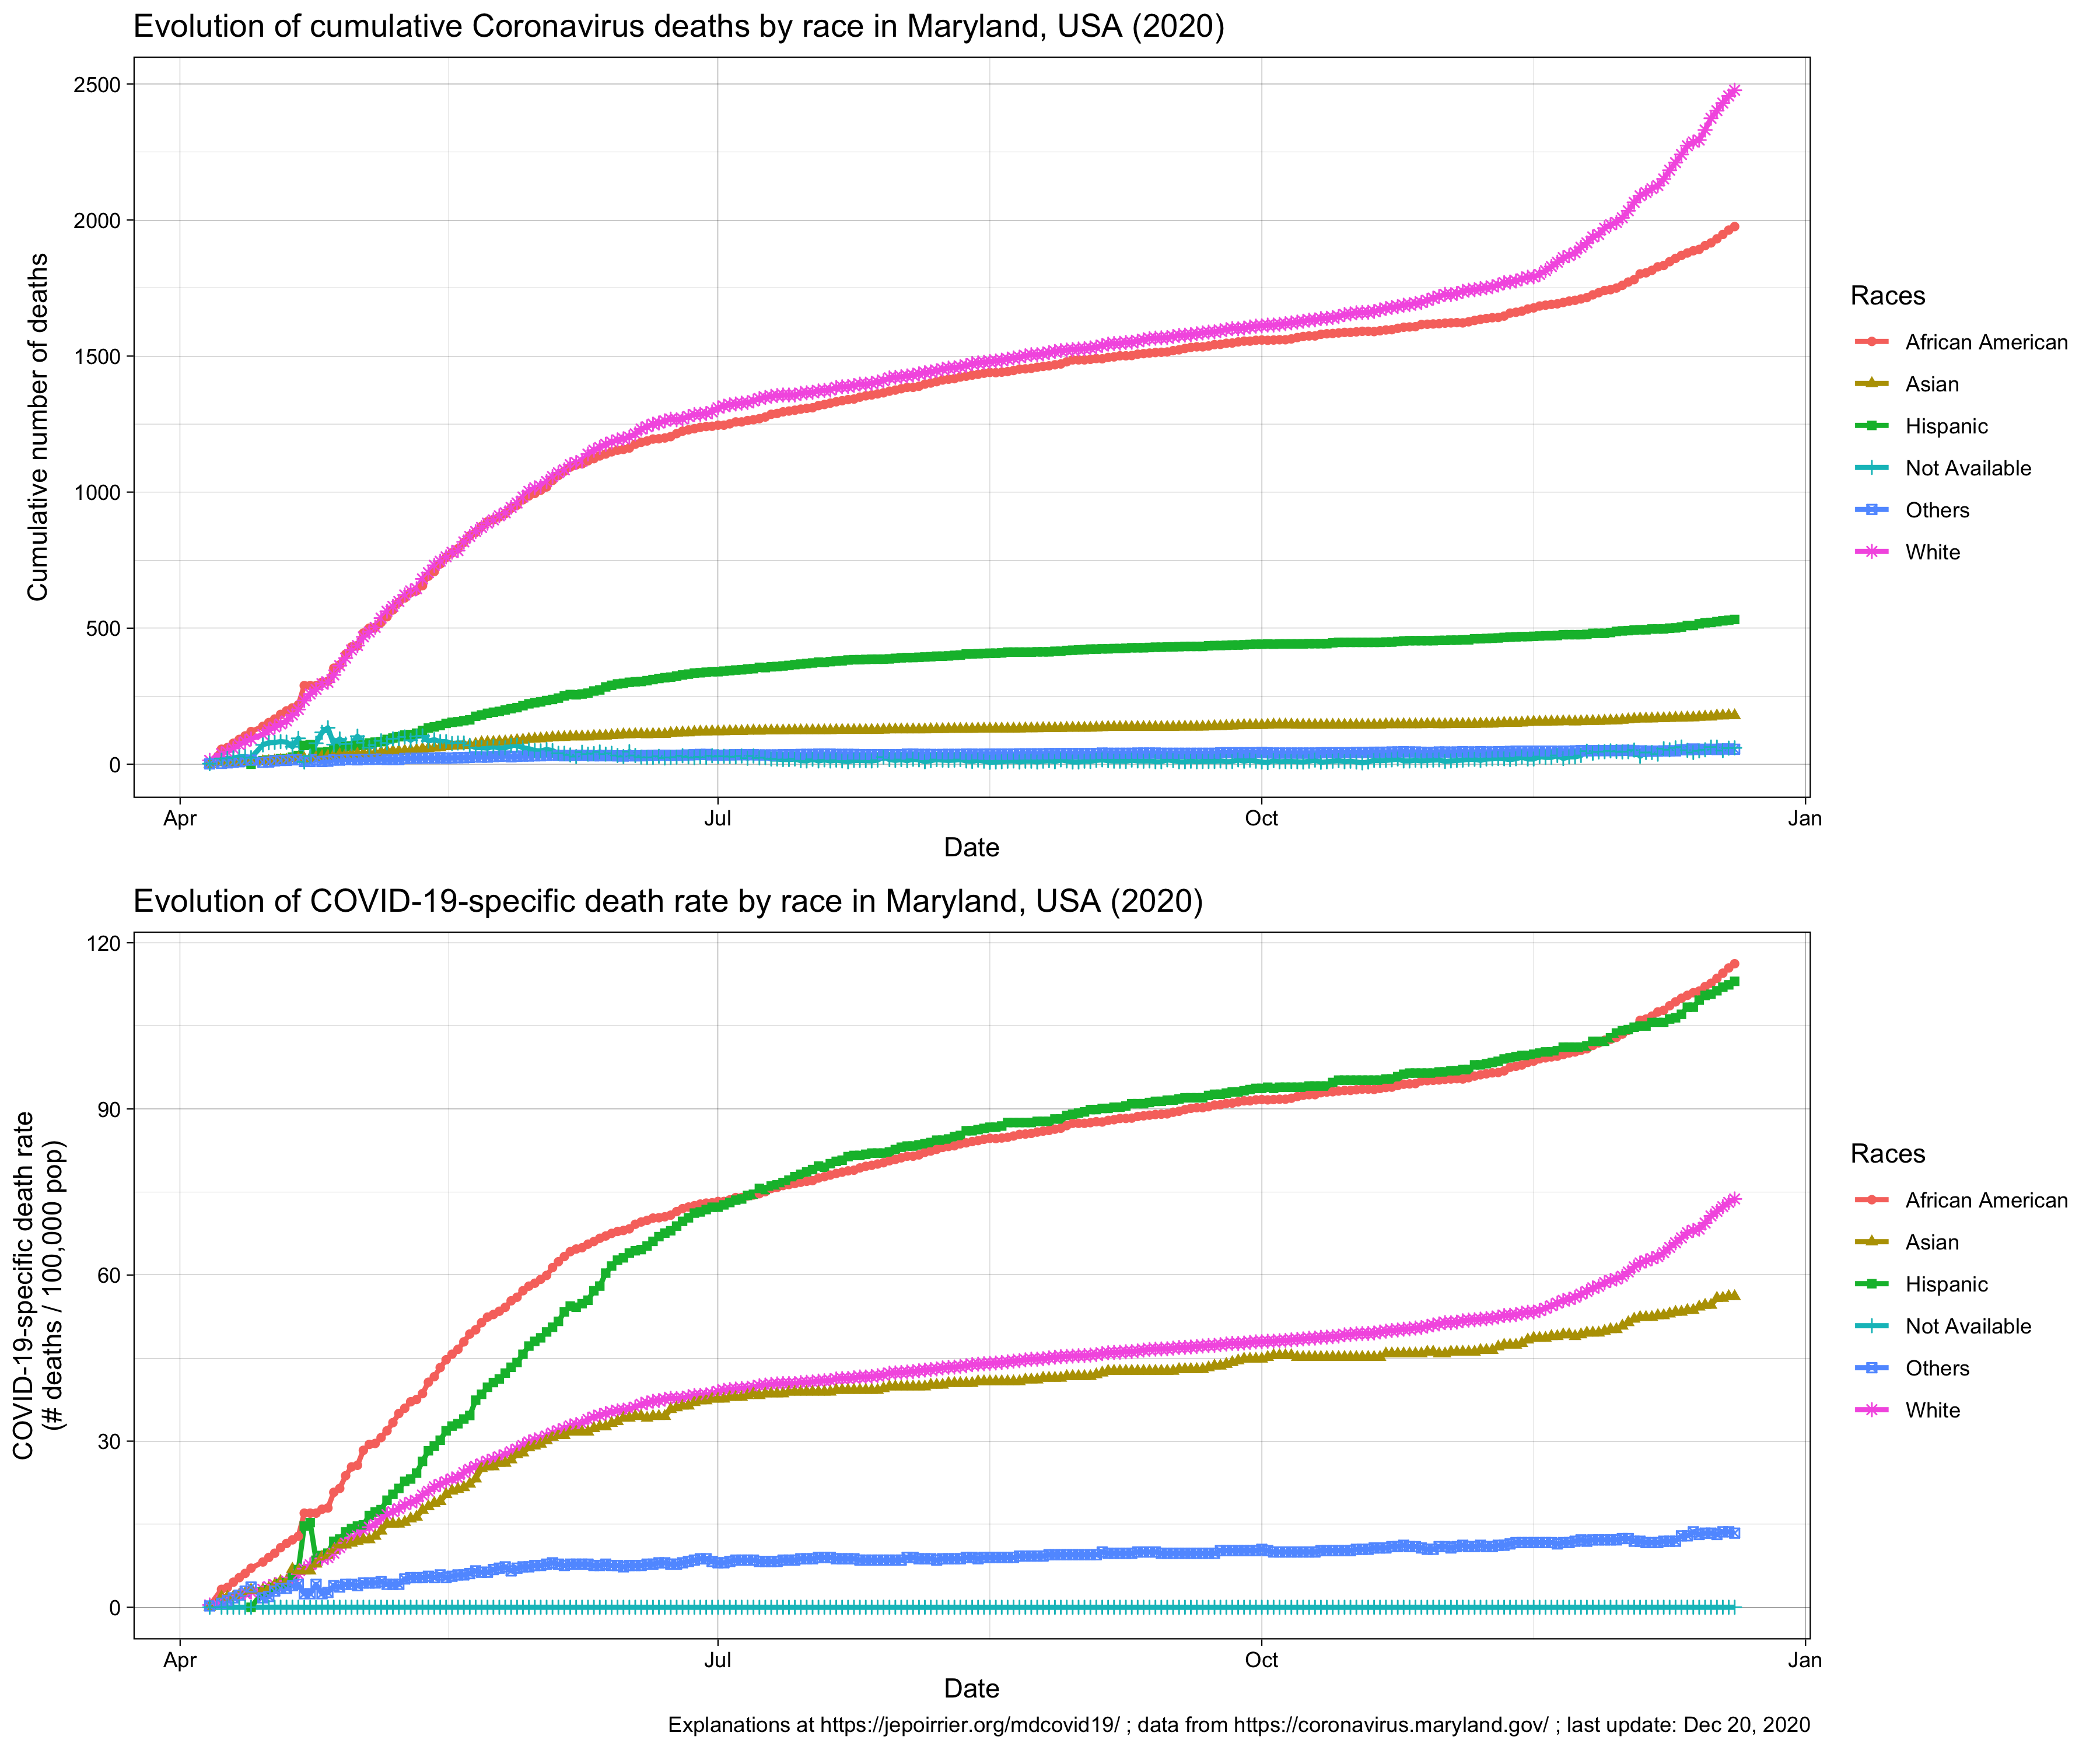 Evolution of cumulative Coronavirus deaths by race in Maryland, USA (2020)
Cumulative number of deaths
2500
2000
1500
1000
500
0
Apr
Jul
Oct
Jan
Date
Races
African American
Asian
Hispanic
Not Available
Others
White
Evolution of COVID-19-specific death rate by race in Maryland, USA (2020)
COVID-19-specific death rate
(# deaths / 100,000 pop)
120
90
60
30
0
Apr
Jul
Oct
Jan
Date
Races
African American
Asian
Hispanic
Not Available
Others
White
Explanations at https://jepoirrier.org/mdcovid19/ ; data from https://coronavirus.maryland.gov/ ; last update: Dec 20, 2020